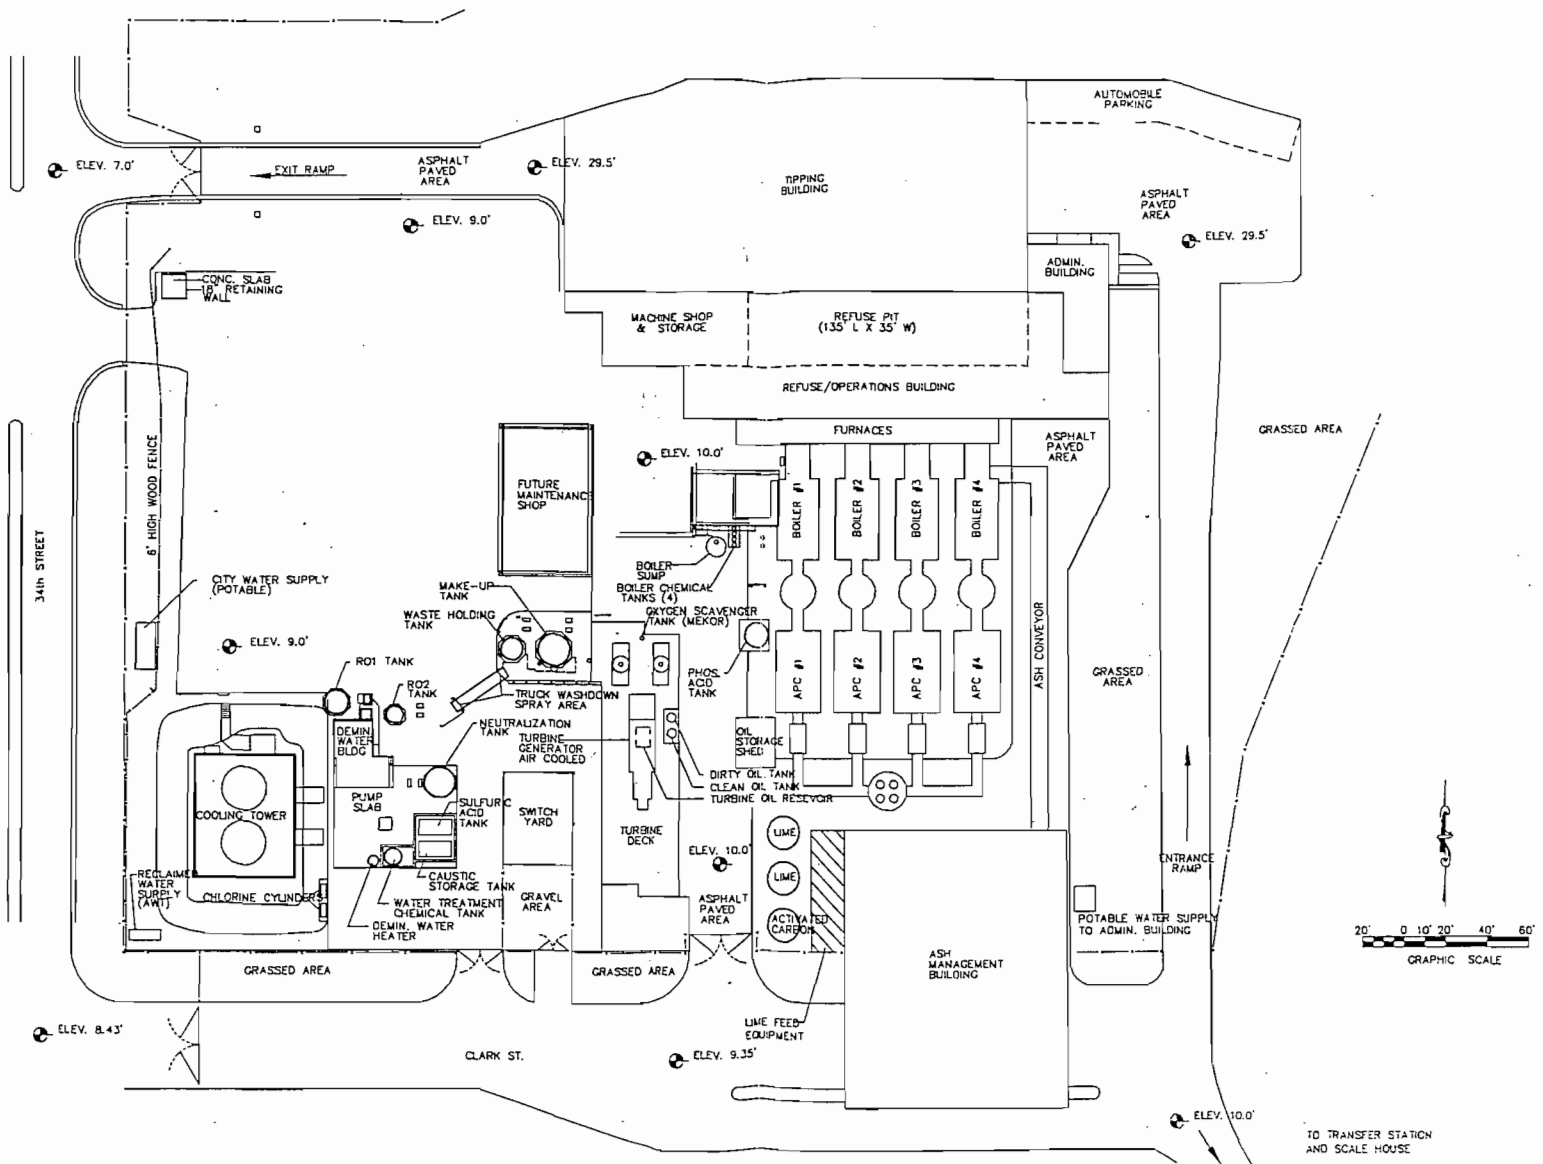 AUTOMOBILE
PARKING
ELEV. 7.0'
EXIT RAMP
ASPHALT
PAVED
AREA
ELEV. 29.5'
TIPPING
BUILDING
ASPHALT
PAVED
AREA
ELEV. 9.0'
ELEV. 29.5'
ADMIN.
BUILDING
CONC. SLAB
18" RETAINING
WALL
MACHINE SHOP
& STORAGE
REFUSE PIT
(135' L X 35' W)
REFUSE/OPERATIONS BUILDING
FURNACES
ASPHALT
PAVED
AREA
GRASSED AREA
ELEV. 10.0'
6' HIGH WOOD FENCE
34th STREET
FUTURE
MAINTENANCE
SHOP
BOILER #1
BOILER #2
BOILER #3
BOILER #4
BOILER
SUMP
BOILER CHEMICAL
TANKS (4)
OXYGEN SCAVENGER
TANK (MEKOR)
CITY WATER SUPPLY
(POTABLE)
MAKE-UP
TANK
WASTE HOLDING
TANK
ELEV. 9.0'
RO1 TANK
RO2
TANK
TRUCK WASHDOWN
SPRAY AREA
PHOS.
ACID
TANK
APC #1
APC #2
APC #3
APC #4
ASH CONVEYOR
GRASSED
AREA
NEUTRALIZATION
TANK
DEMIN.
WATER
BLDG
TURBINE
GENERATOR
AIR COOLED
OIL
STORAGE
SHED
DIRTY OIL TANK
CLEAN OIL TANK
TURBINE OIL RESEVOIR
PUMP
SLAB
SULFURIC
ACID
TANK
SWITCH
YARD
COOLING TOWER
TURBINE
DECK
LIME
LIME
ACTIVATED
CARBON
ELEV. 10.0'
ENTRANCE
RAMP
RECLAIMED
WATER
SUPPLY
(AWT)
CHLORINE CYLINDERS
CAUSTIC
STORAGE TANK
WATER TREATMENT
CHEMICAL TANK
DEMIN. WATER
HEATER
GRAVEL
AREA
ASPHALT
PAVED
AREA
POTABLE WATER SUPPLY
TO ADMIN. BUILDING
20' 0 10' 20' 40' 60'
GRAPHIC SCALE
GRASSED AREA
GRASSED AREA
ASH
MANAGEMENT
BUILDING
LIME FEED
EQUIPMENT
ELEV. 8.43'
CLARK ST.
ELEV. 9.35'
ELEV. 10.0'
TO TRANSFER STATION
AND SCALE HOUSE